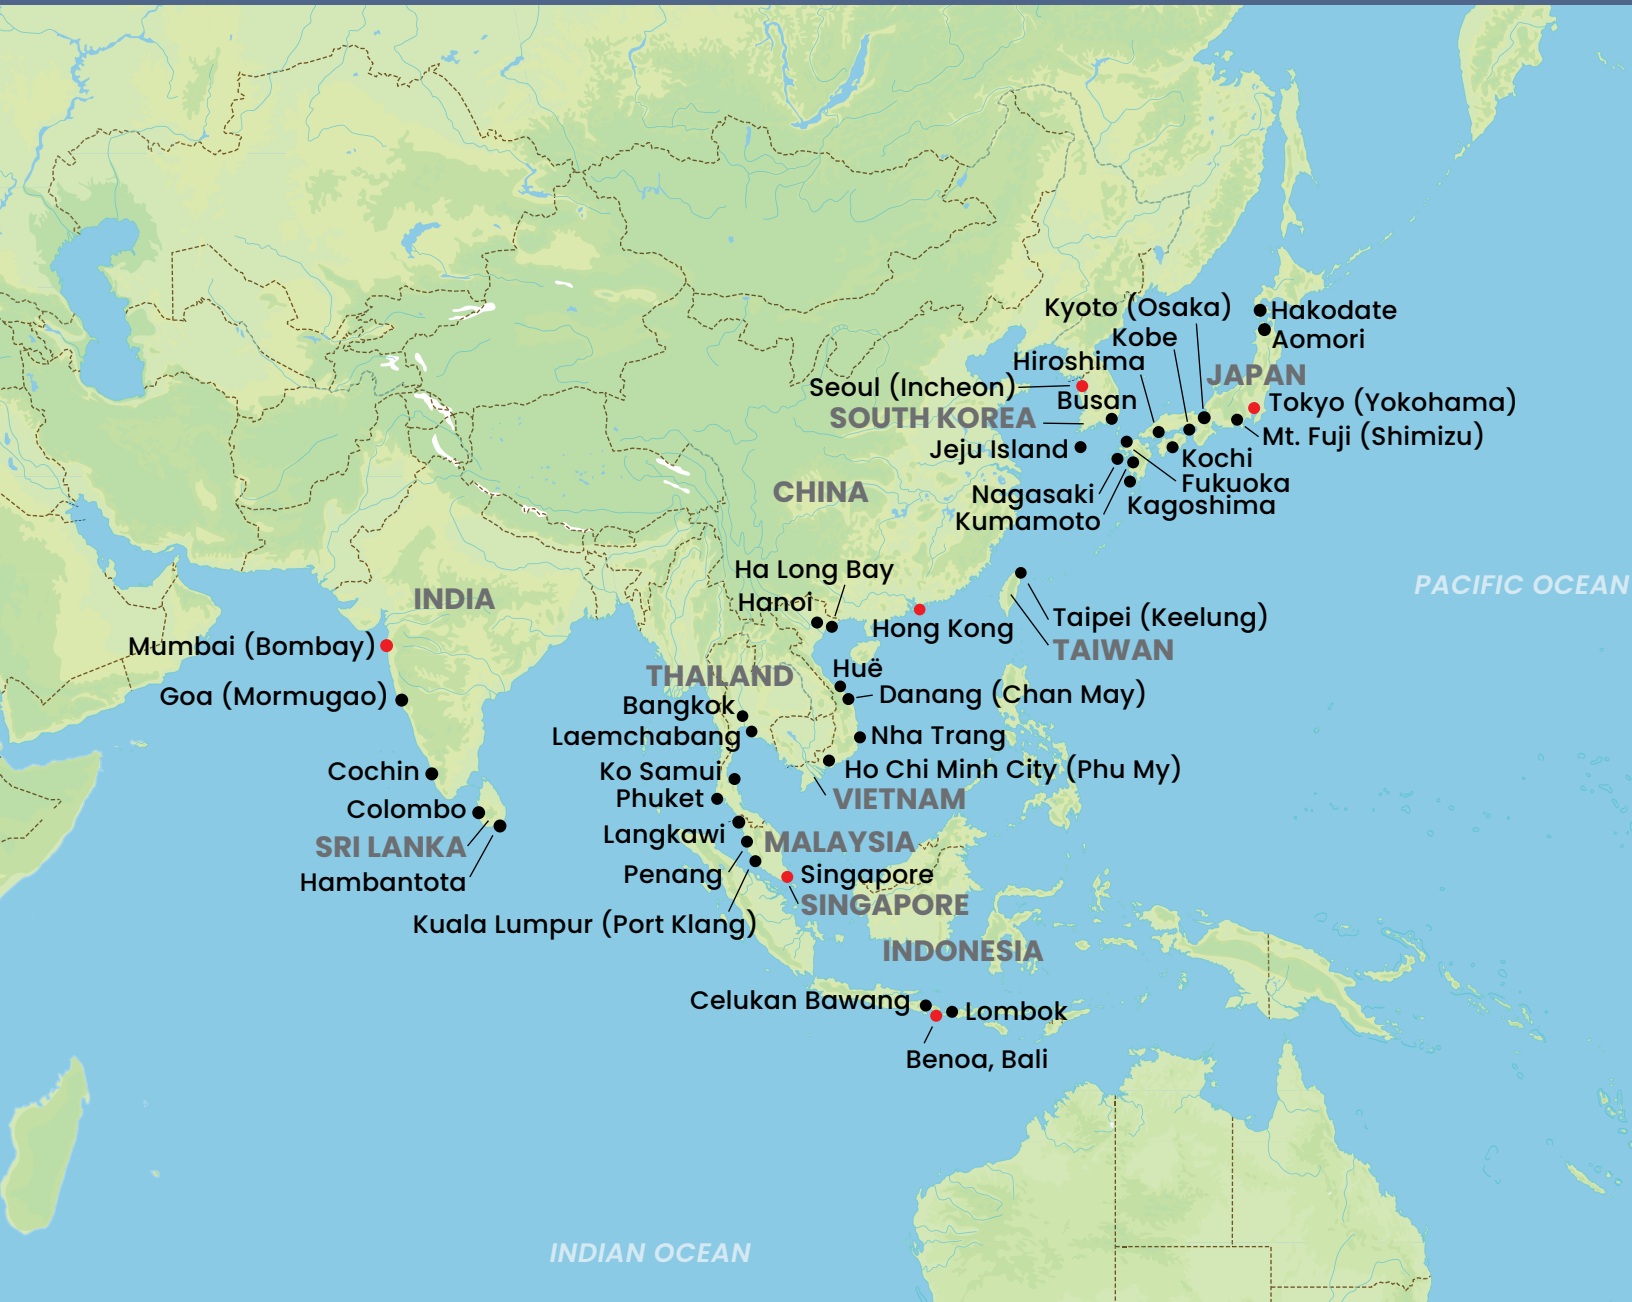 Kyoto (Osaka)
Hakodate
Kobe
Aomori
Hiroshima
JAPAN
Seoul (Incheon)
Busan
Tokyo (Yokohama)
SOUTH KOREA
Mt. Fuji (Shimizu)
Jeju Island
Kochi
Fukuoka
CHINA
Nagasaki
Kagoshima
Kumamoto
Ha Long Bay
PACIFIC OCEAN
INDIA
Hanoi
Hong Kong
Taipei (Keelung)
Mumbai (Bombay)
TAIWAN
THAILAND
Huë
Goa (Mormugao)
Danang (Chan May)
Bangkok
Laemchabang
Nha Trang
Cochin
Ko Samui
Ho Chi Minh City (Phu My)
Phuket
VIETNAM
Colombo
Langkawi
MALAYSIA
SRI LANKA
Penang
Singapore
Hambantota
SINGAPORE
Kuala Lumpur (Port Klang)
INDONESIA
Celukan Bawang
Lombok
Benoa, Bali
INDIAN OCEAN